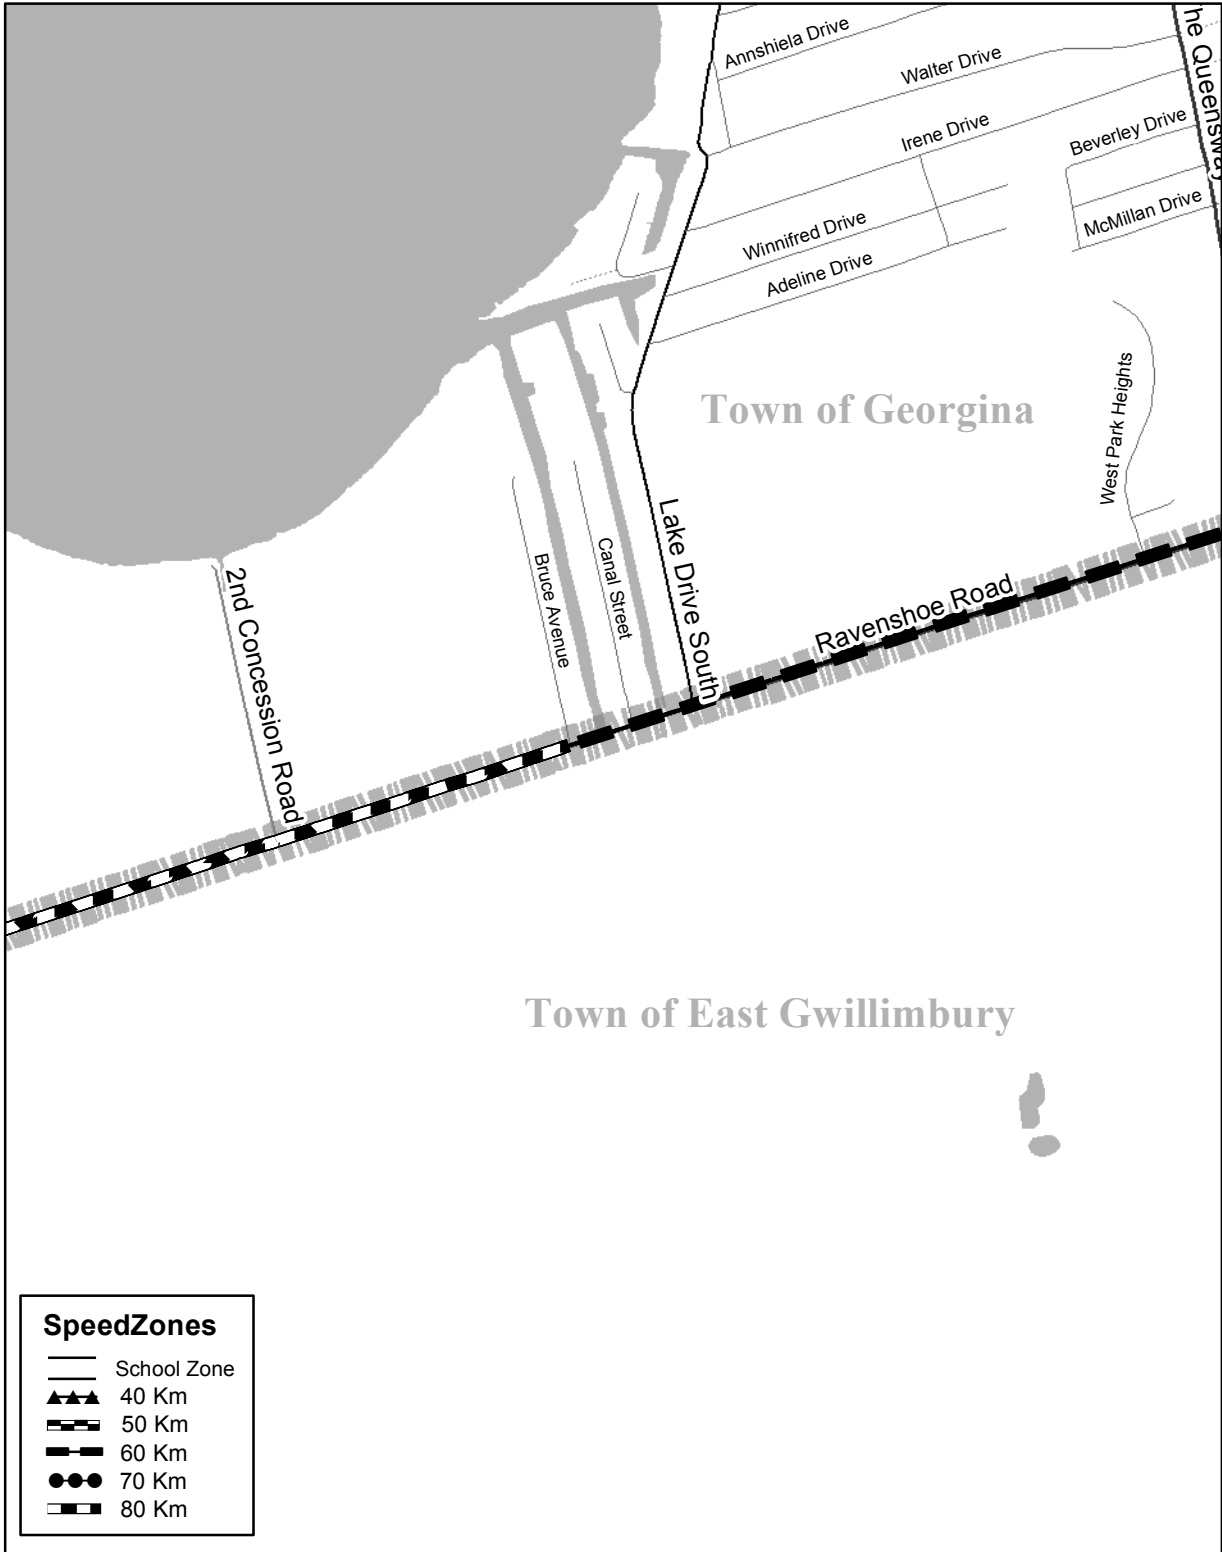 Annshiela Drive
Walter Drive
The Queensway
Irene Drive
Beverley Drive
McMillan Drive
Winnifred Drive
Adeline Drive
Town of Georgina
West Park Heights
Lake Drive South
Canal Street
Bruce Avenue
2nd Concession Road
Ravenshoe Road
Town of East Gwillimbury
SpeedZones
School Zone
40 Km
50 Km
60 Km
70 Km
80 Km